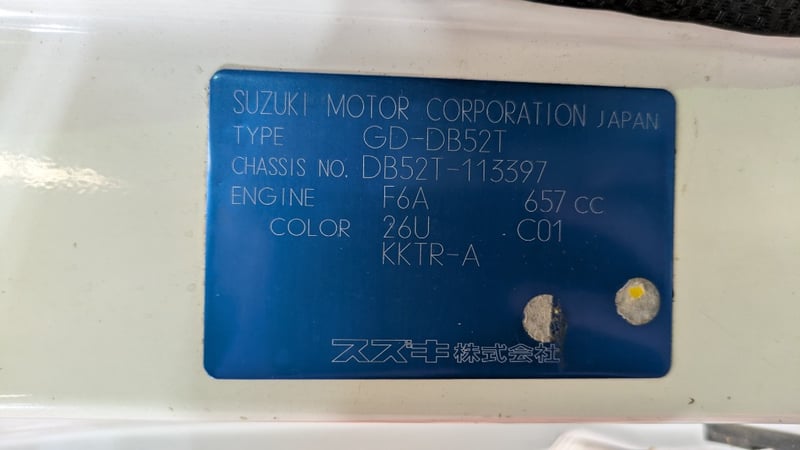 SUZUKI MOTOR CORPORATION JAPAN
TYPE GD-DB52T
CHASSIS NO. DB52T-113397
ENGINE F6A 657 CC
COLOR 26U C01
KKTR-A
スズキ株式会社